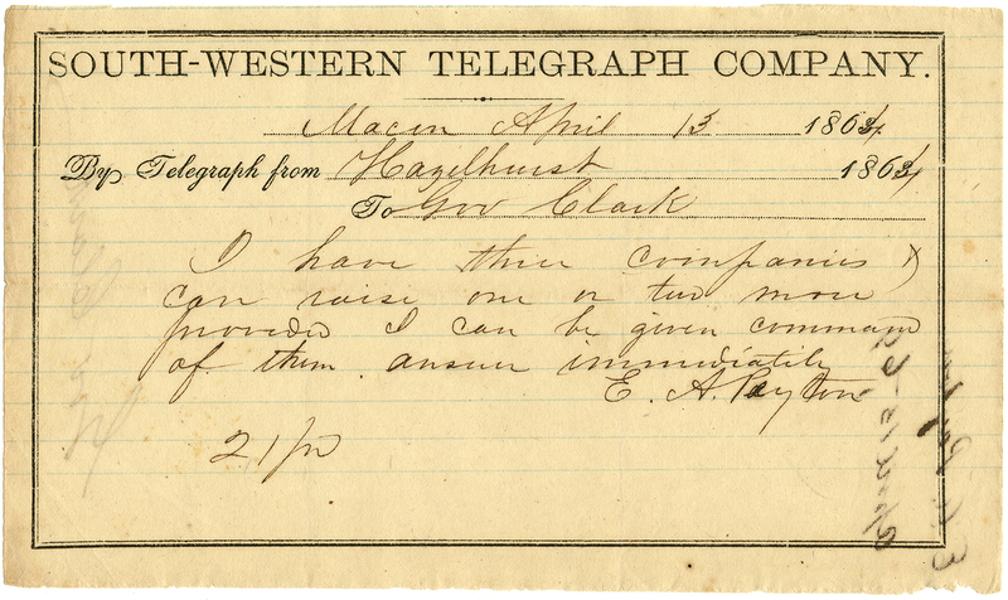 SOUTH-WESTERN TELEGRAPH COMPANY.
Macon April 13 1864
By Telegraph from Hazelhurst 1864
To Gov Clark
I have three companies &
can raise one or two more
provided I can be given command
of them answer immediately
E. A. Peyton
21/pd